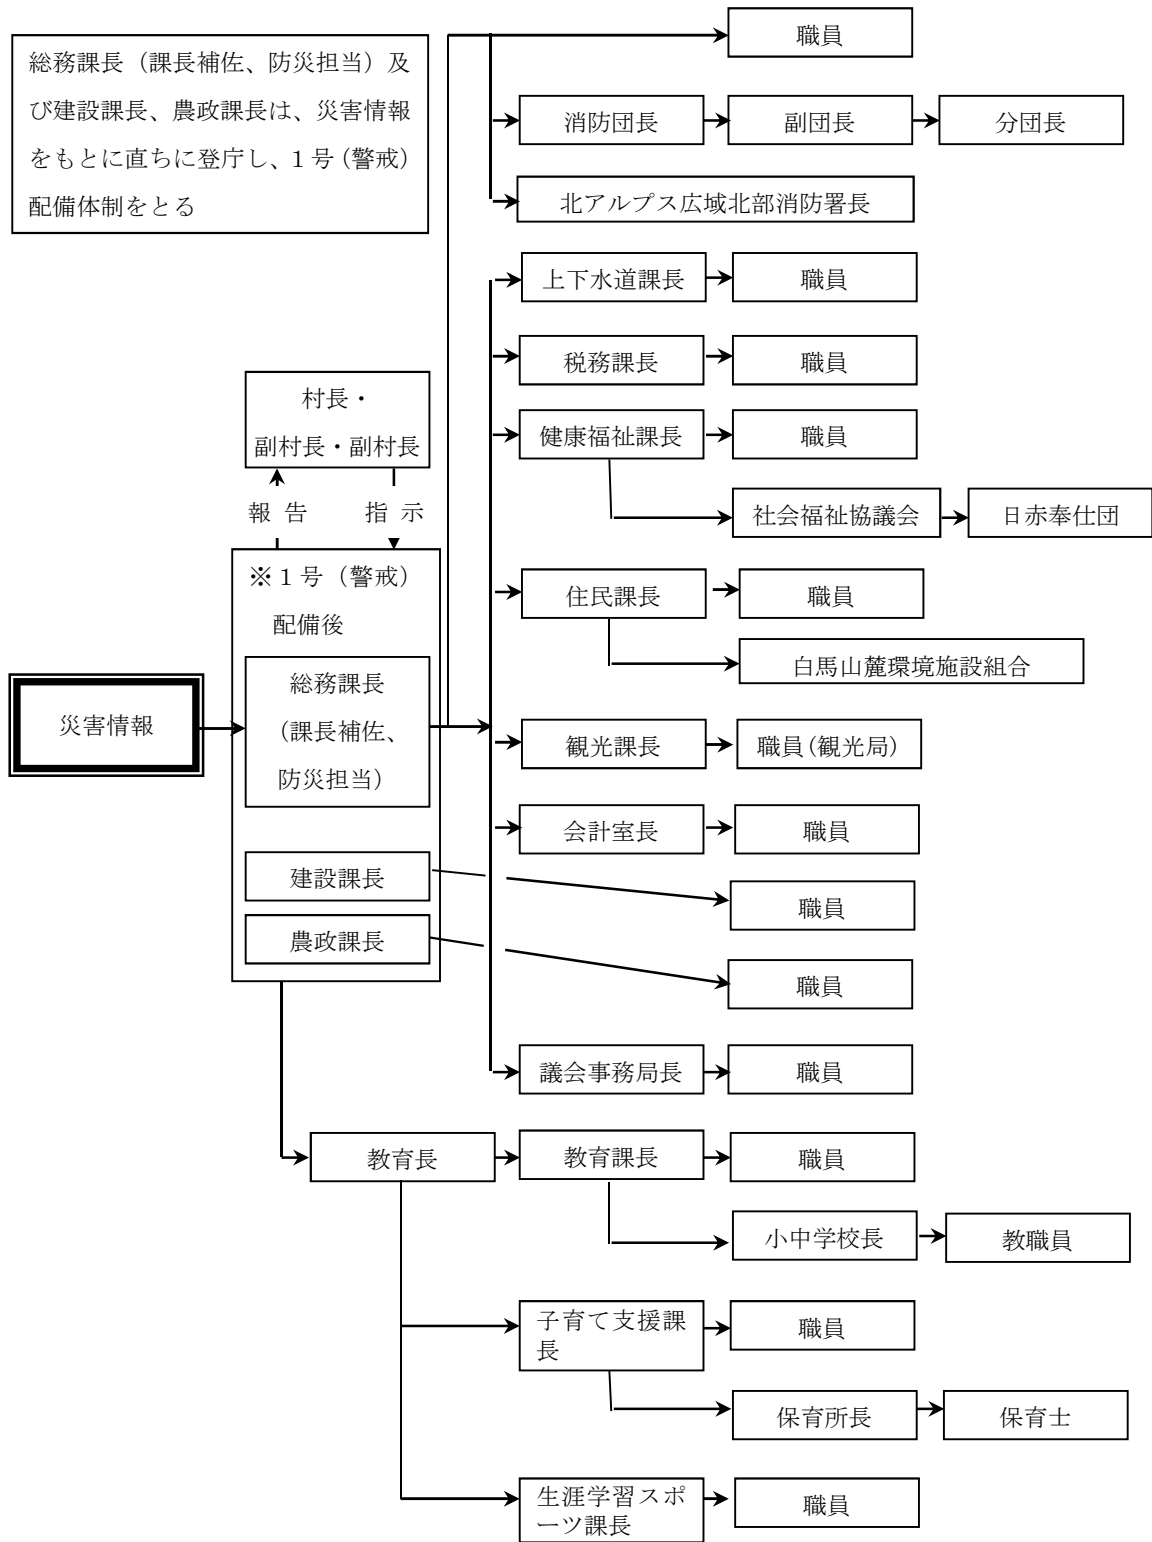 総務課長（課長補佐、防災担当）及
び建設課長、農政課長は、災害情報
をもとに直ちに登庁し、１号（警戒）
配備体制をとる
職員
消防団長
副団長
分団長
北アルプス広域北部消防署長
上下水道課長
職員
税務課長
職員
村長・
副村長・副村長
健康福祉課長
職員
報 告
指 示
社会福祉協議会
日赤奉仕団
※１号（警戒）
配備後
住民課長
職員
白馬山麓環境施設組合
災害情報
総務課長
(課長補佐、
防災担当）
観光課長
職員（観光局）
会計室長
職員
建設課長
職員
農政課長
職員
議会事務局長
職員
教育長
教育課長
職員
小中学校長
教職員
子育て支援課
長
職員
保育所長
保育士
生涯学習スポ
ーツ課長
職員